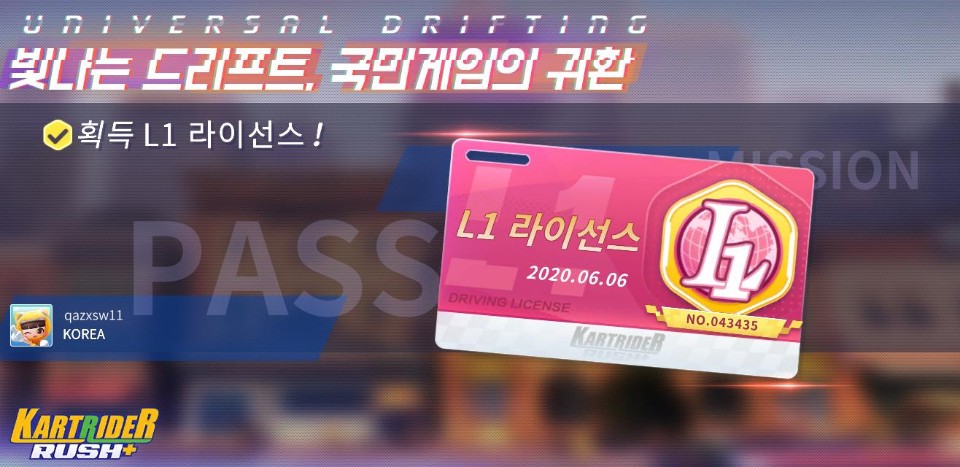 UNIVERSAL DRIFTING
빛나는 드리프트, 국민게임의 귀환
획득 L1 라이선스 !
MISSION
PASS L1
L1 라이선스
L1
2020.06.06
DRIVING LICENSE
NO.043435
KARTRIDER
RUSH+
qazxsw11
KOREA
KARTRIDER
RUSH+